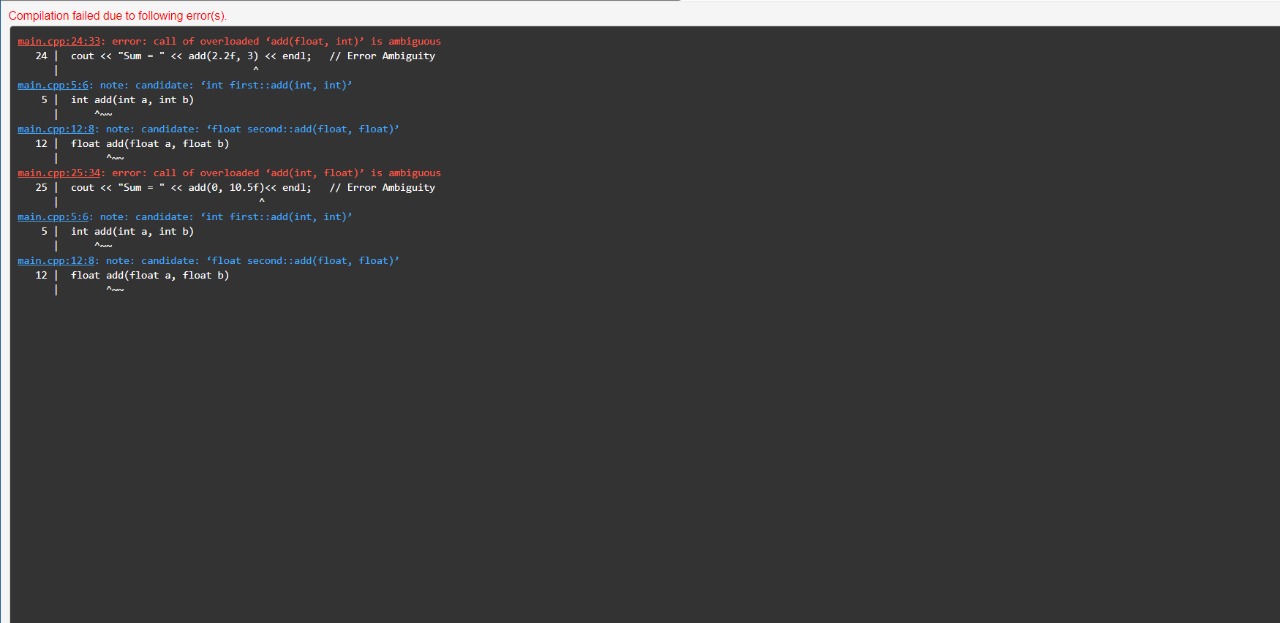 Compilation failed due to following error(s).
main.cpp:24:33: error: call of overloaded ‘add(float, int)’ is ambiguous
24 | cout << "Sum = " << add(2.2f, 3) << endl;   // Error Ambiguity
| ^
main.cpp:5:6: note: candidate: ‘int first::add(int, int)’
5 | int add(int a, int b)
| ^~~
main.cpp:12:8: note: candidate: ‘float second::add(float, float)’
12 | float add(float a, float b)
| ^~~
main.cpp:25:34: error: call of overloaded ‘add(int, float)’ is ambiguous
25 | cout << "Sum = " << add(0, 10.5f)<< endl;   // Error Ambiguity
| ^
main.cpp:5:6: note: candidate: ‘int first::add(int, int)’
5 | int add(int a, int b)
| ^~~
main.cpp:12:8: note: candidate: ‘float second::add(float, float)’
12 | float add(float a, float b)
| ^~~